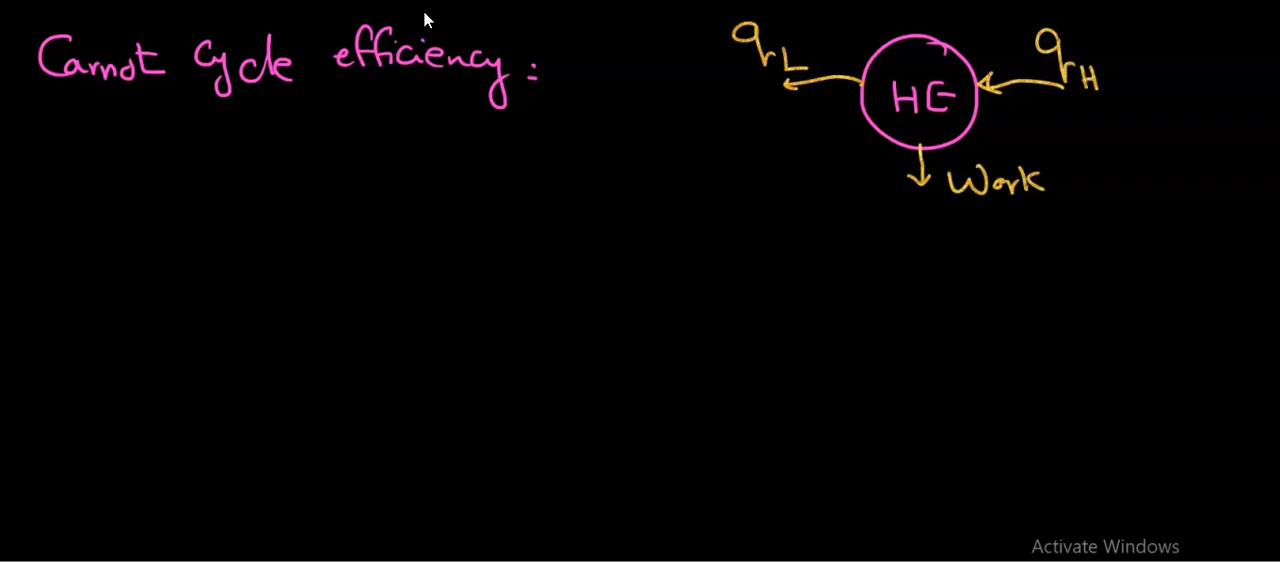 Carnot Cycle efficiency:
qL
qH
HE
Work
Activate Windows